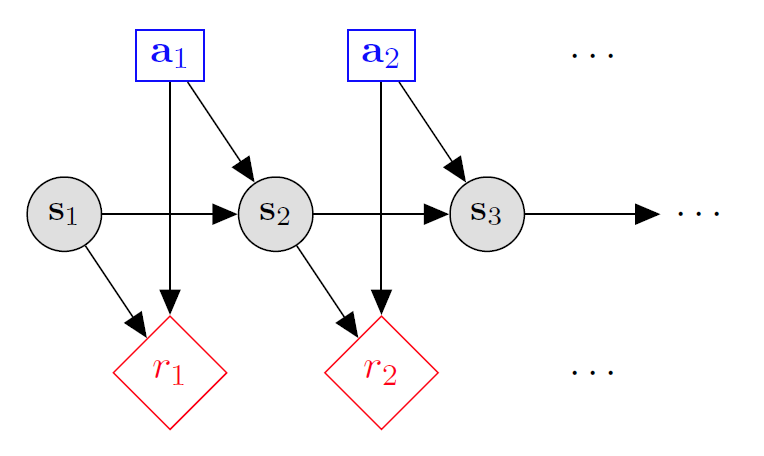 a₁ a₂ ...
s₁ s₂ s₃ ...
r₁ r₂ ...